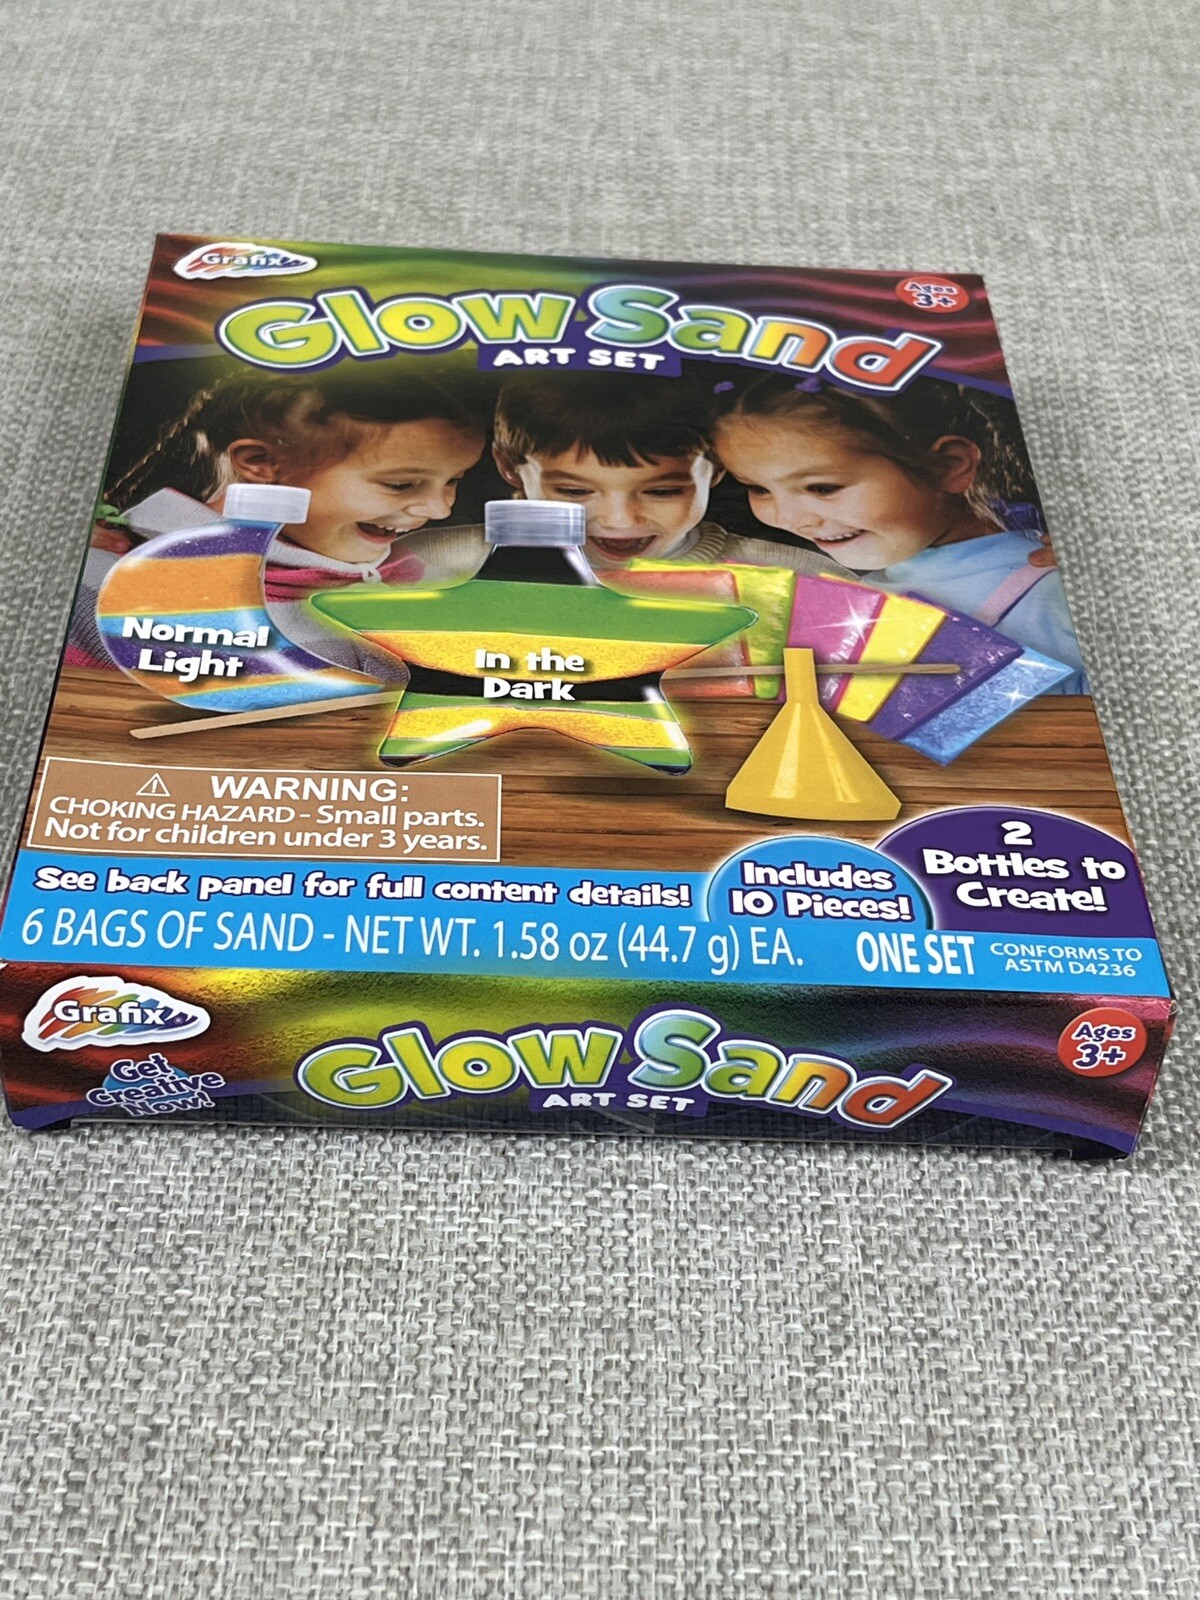 Grafix
Ages
3+
Glow Sand
ART SET
Normal
Light
In the
Dark
WARNING:
CHOKING HAZARD - Small parts.
Not for children under 3 years.
2
Bottles to
Create!
Includes
10 Pieces!
See back panel for full content details!
6 BAGS OF SAND - NET WT. 1.58 oz (44.7 g) EA.
ONE SET
CONFORMS TO
ASTM D4236
Grafix
Get
Creative
Now!
Glow Sand
ART SET
Ages
3+